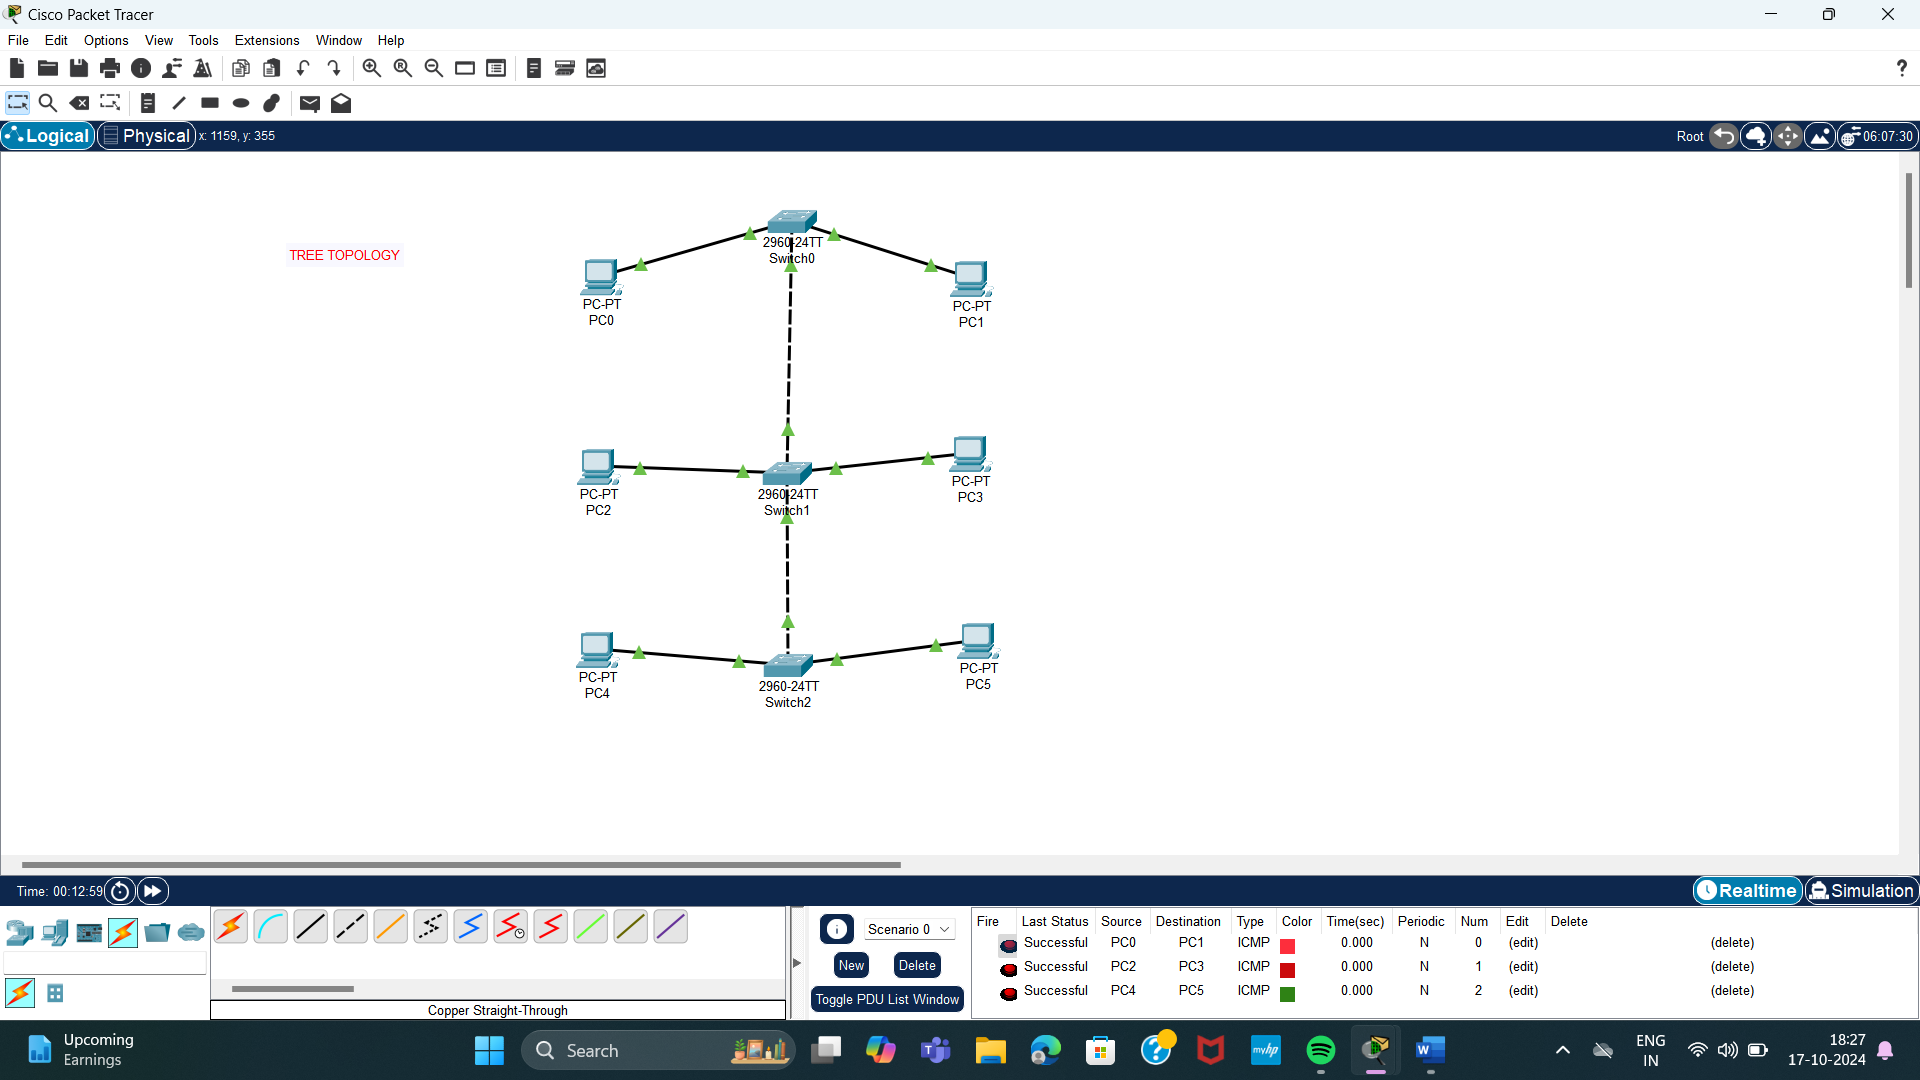 Cisco Packet Tracer
File Edit Options View Tools Extensions Window Help
?
Logical Physical x: 1159, y: 355 Root 06:07:30
TREE TOPOLOGY
2960-24TT
Switch0
PC-PT
PC0
PC-PT
PC1
PC-PT
PC2
2960-24TT
Switch1
PC-PT
PC3
PC-PT
PC4
2960-24TT
Switch2
PC-PT
PC5
Time: 00:12:59 Realtime Simulation
Copper Straight-Through
Scenario 0
New Delete
Toggle PDU List Window
Fire Last Status Source Destination Type Color Time(sec) Periodic Num Edit Delete
Successful PC0 PC1 ICMP 0.000 N 0 (edit) (delete)
Successful PC2 PC3 ICMP 0.000 N 1 (edit) (delete)
Successful PC4 PC5 ICMP 0.000 N 2 (edit) (delete)
Upcoming
Earnings
Search
myhp
ENG
IN
18:27
17-10-2024